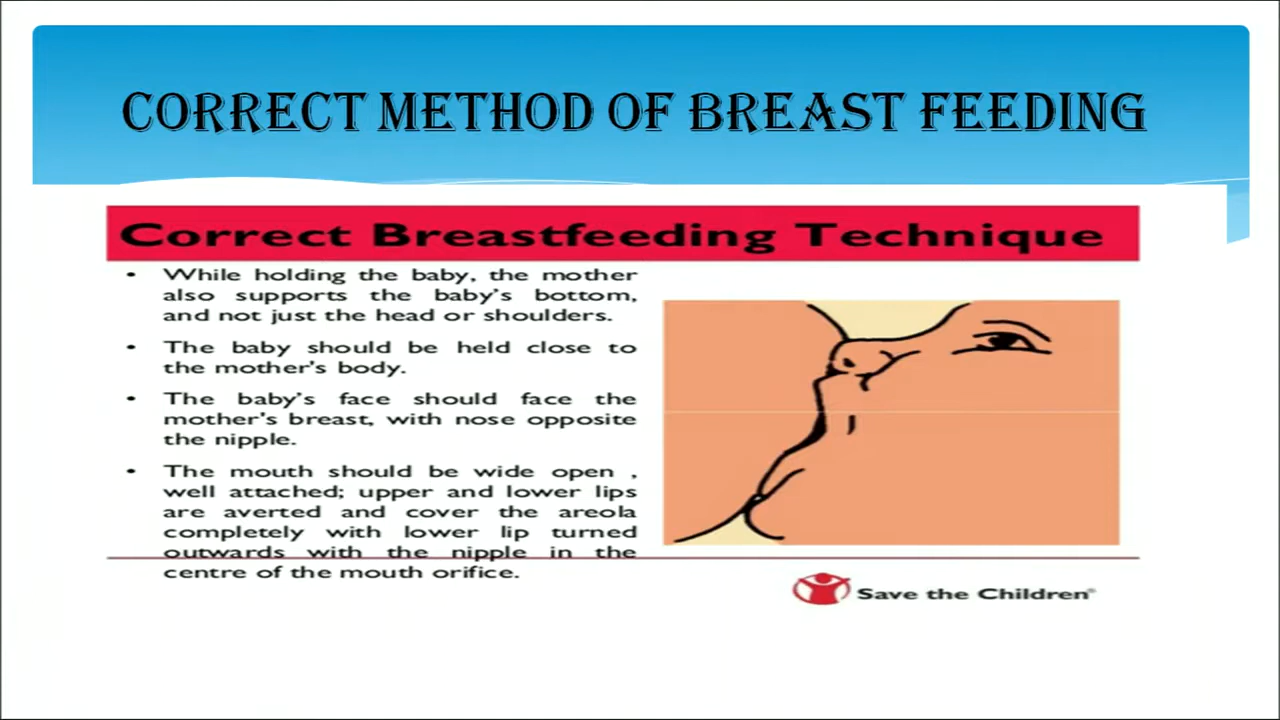 CORRECT METHOD OF BREAST FEEDING
Correct Breastfeeding Technique
• While holding the baby, the mother
also supports the baby's bottom,
and not just the head or shoulders.
• The baby should be held close to
the mother's body.
• The baby's face should face the
mother's breast, with nose opposite
the nipple.
• The mouth should be wide open ,
well attached; upper and lower lips
are averted and cover the areola
completely with lower lip turned
outwards with the nipple in the
centre of the mouth orifice.
Save the Children®